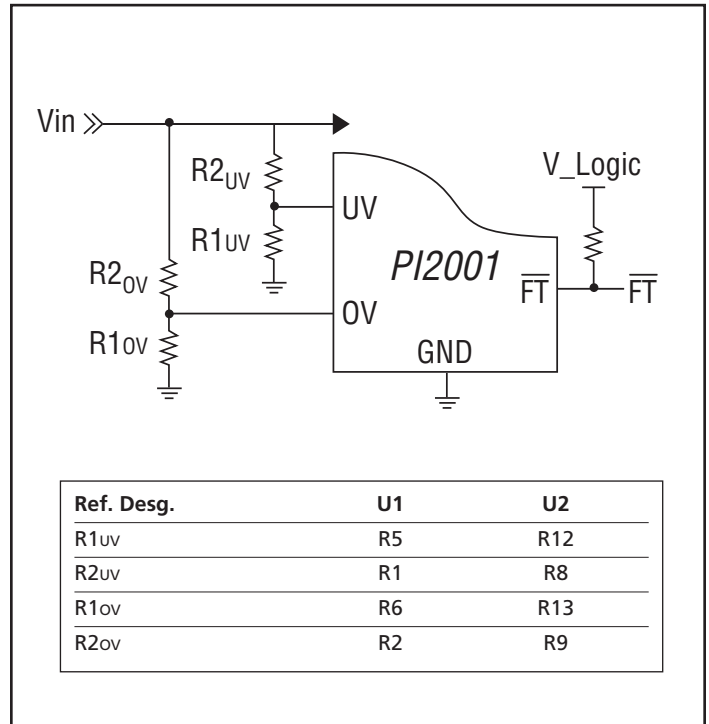 Vin
V_Logic
R2UV
UV
R1UV
PI2001
R2OV
FT
FT
OV
R1OV
GND
Ref. Desg. U1 U2
R1UV R5 R12
R2UV R1 R8
R1OV R6 R13
R2OV R2 R9